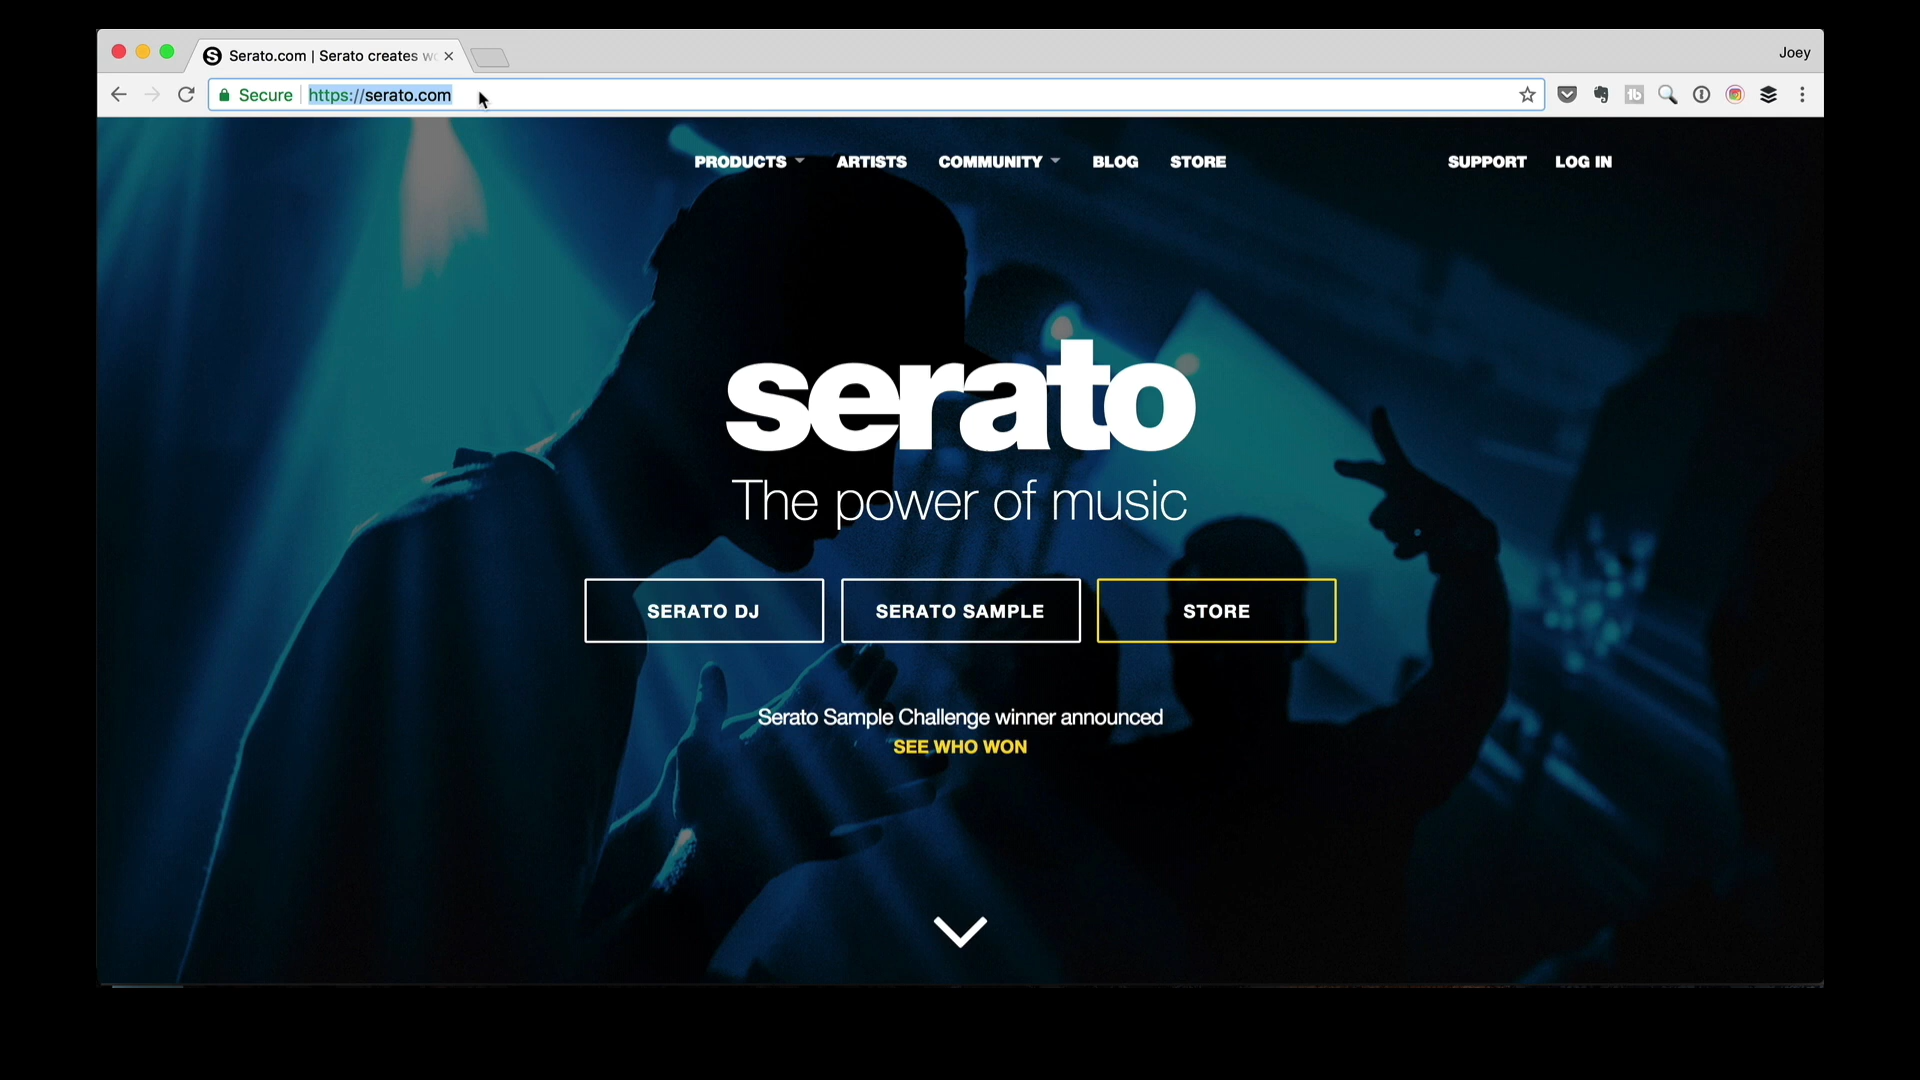 Serato.com | Serato creates
Joey
Secure
https://serato.com
PRODUCTS
ARTISTS
COMMUNITY
BLOG
STORE
SUPPORT
LOG IN
serato
The power of music
SERATO DJ
SERATO SAMPLE
STORE
Serato Sample Challenge winner announced
SEE WHO WON